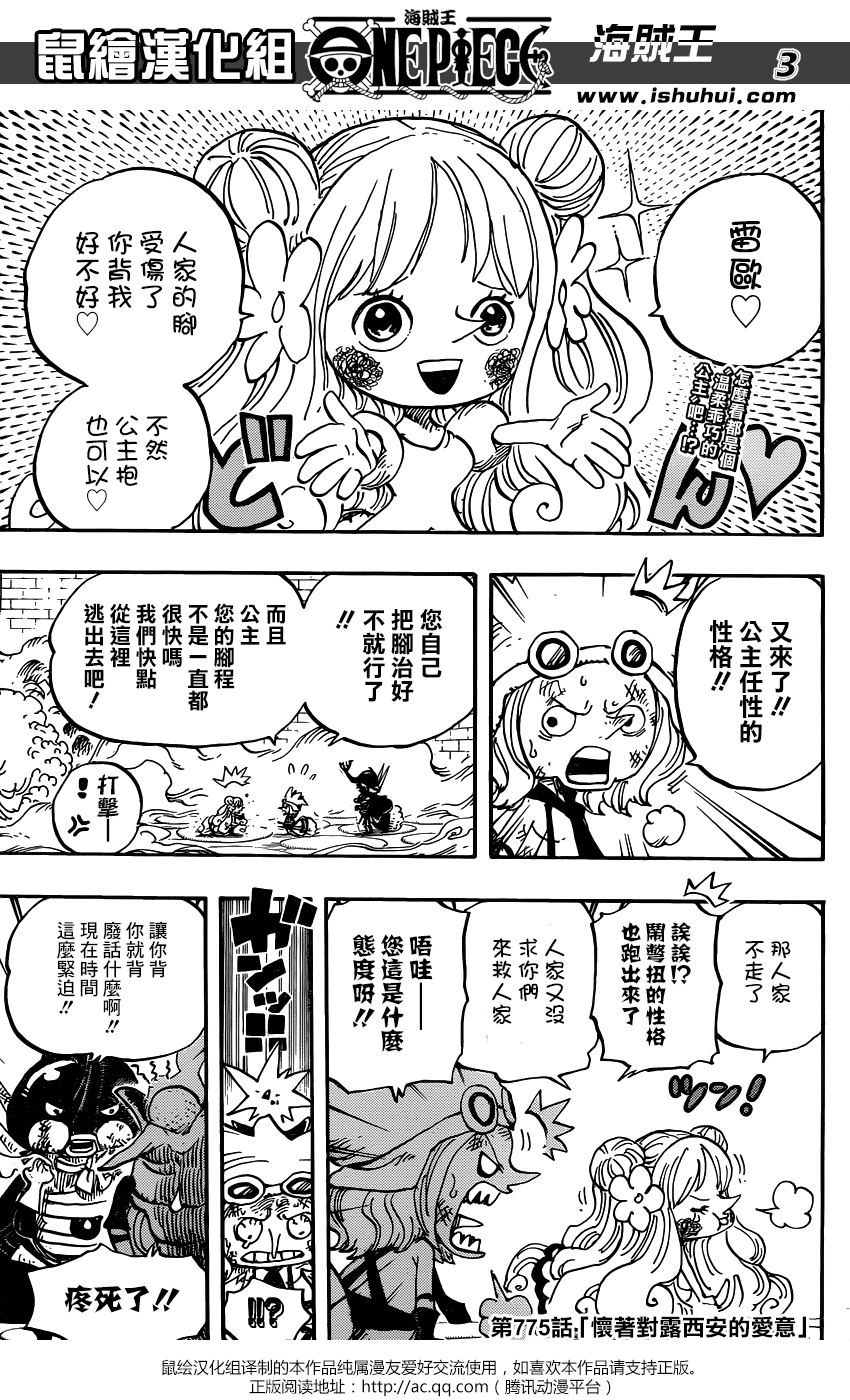 鼠繪漢化組
海賊王
ONE PIECE
海賊王
3
www.ishuhui.com
雷歐♡
怎麼看都是個
“溫柔乖巧的
公主”吧…!?
人家的腳
受傷了
你背我
好不好♡
不然
公主抱
也可以♡
ん
ど
又來了!!
公主任性的
性格!!
您自己
把腳治好
不就行了
!!
而且
公主
您的腳程
不是一直都
很快嗎
我們快點
從這裡
逃出去吧！
打擊—
那人家
不走了
誒誒!?
鬧彆扭的性格
也跑出來了
ツン！
人家又沒
求你們
來救人家
唔哇——
您這是什麼
態度呀!!
ガンッ!!
!!?
讓你背
你就背
廢話什麼啊!!
現在時間
這麼緊迫!!
疼死了!!
第775話「懷著對露西安的愛意」
鼠绘汉化组译制的本作品纯属漫友爱好交流使用，如喜欢本作品请支持正版。
正版阅读地址：http://ac.qq.com（腾讯动漫平台）